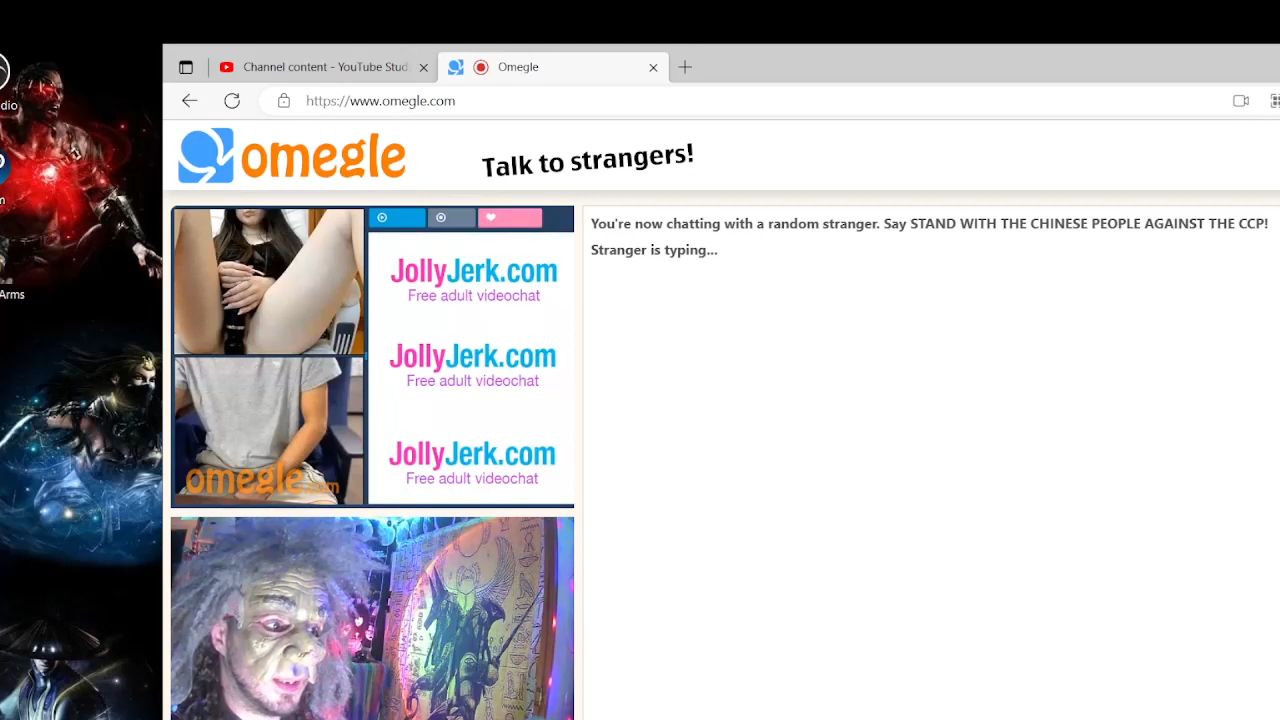 Channel content - YouTube Stud
Omegle
https://www.omegle.com
omegle
Talk to strangers!
You're now chatting with a random stranger. Say STAND WITH THE CHINESE PEOPLE AGAINST THE CCP!
Stranger is typing...
JollyJerk.com
Free adult videochat
JollyJerk.com
Free adult videochat
JollyJerk.com
Free adult videochat
omegle.com
dio
m
Arms